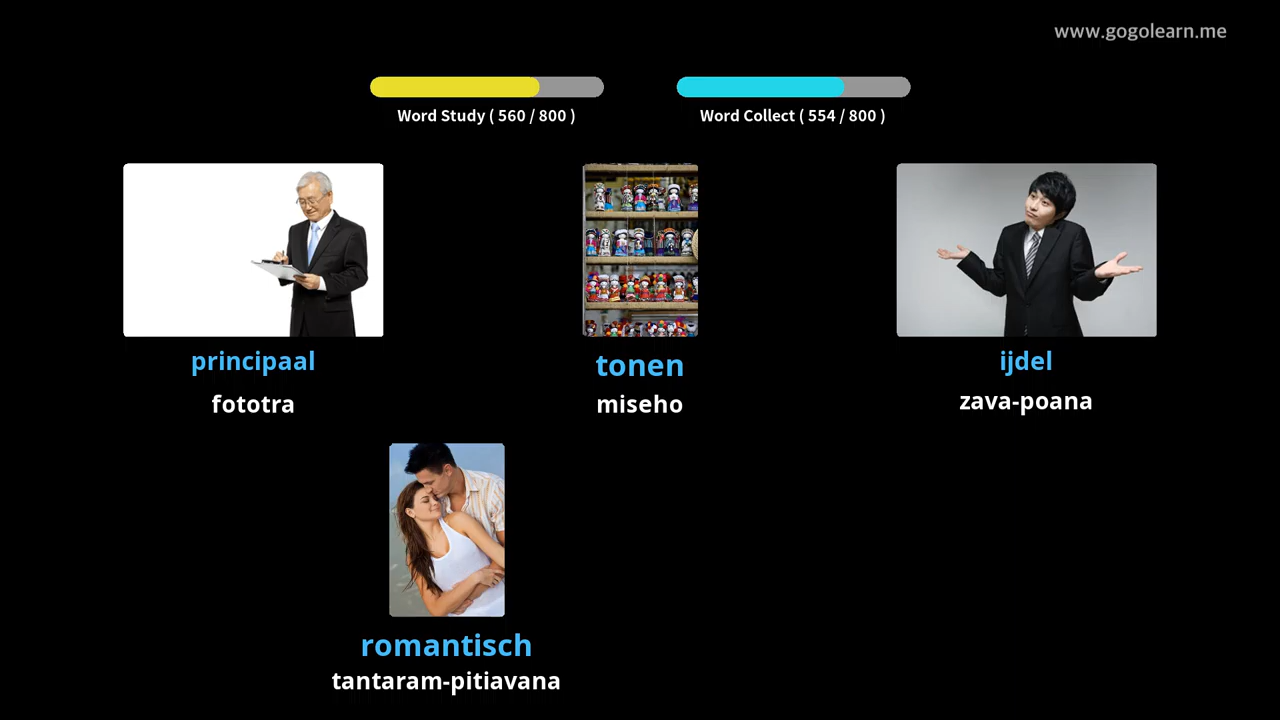 www.gogolearn.me
Word Study ( 560 / 800 )
Word Collect ( 554 / 800 )
principaal
tonen
ijdel
fototra
miseho
zava-poana
romantisch
tantaram-pitiavana